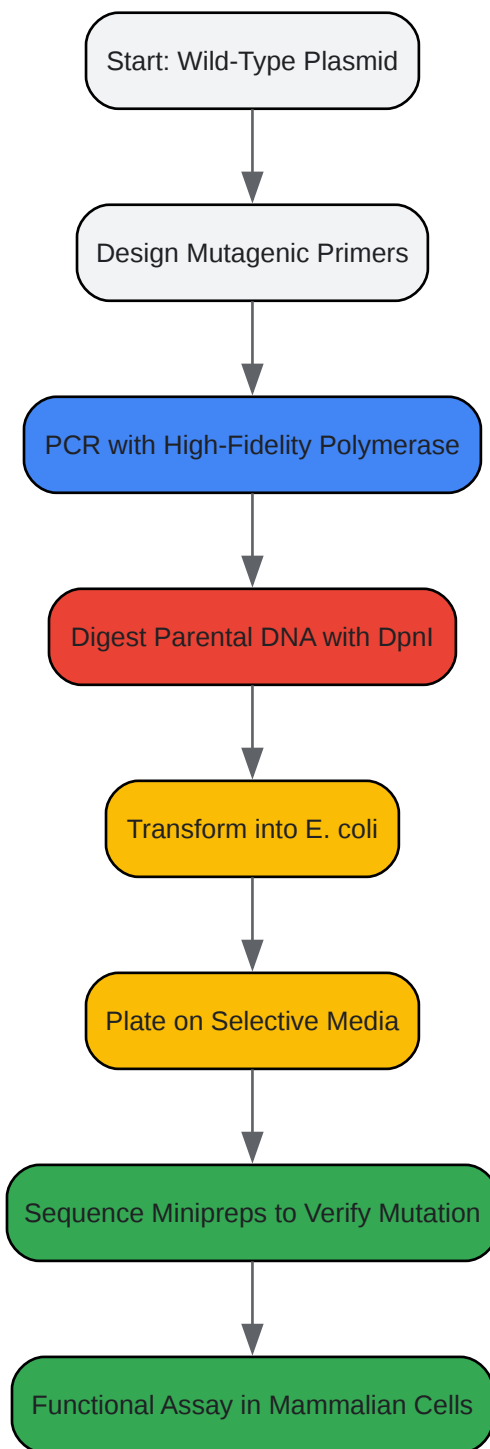 Start: Wild-Type Plasmid
Design Mutagenic Primers
PCR with High-Fidelity Polymerase
Digest Parental DNA with DpnI
Transform into E. coli
Plate on Selective Media
Sequence Minipreps to Verify Mutation
Functional Assay in Mammalian Cells